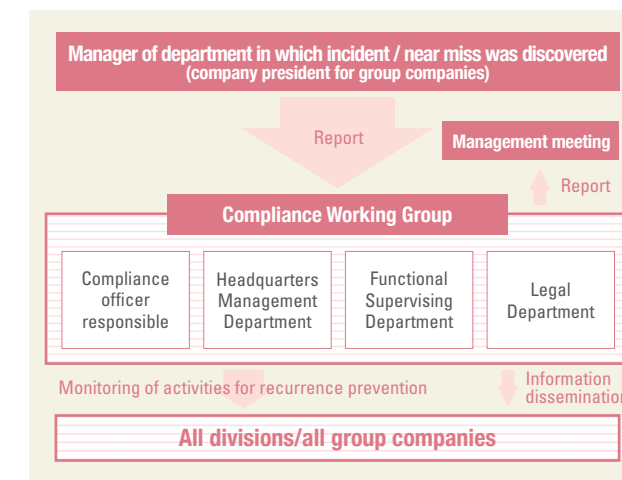 Manager of department in which incident / near miss was discovered
(company president for group companies)
Report
Management meeting
Report
Compliance Working Group
Compliance
officer
responsible
Headquarters
Management
Department
Functional
Supervising
Department
Legal
Department
Monitoring of activities for recurrence prevention
Information
dissemination
All divisions/all group companies